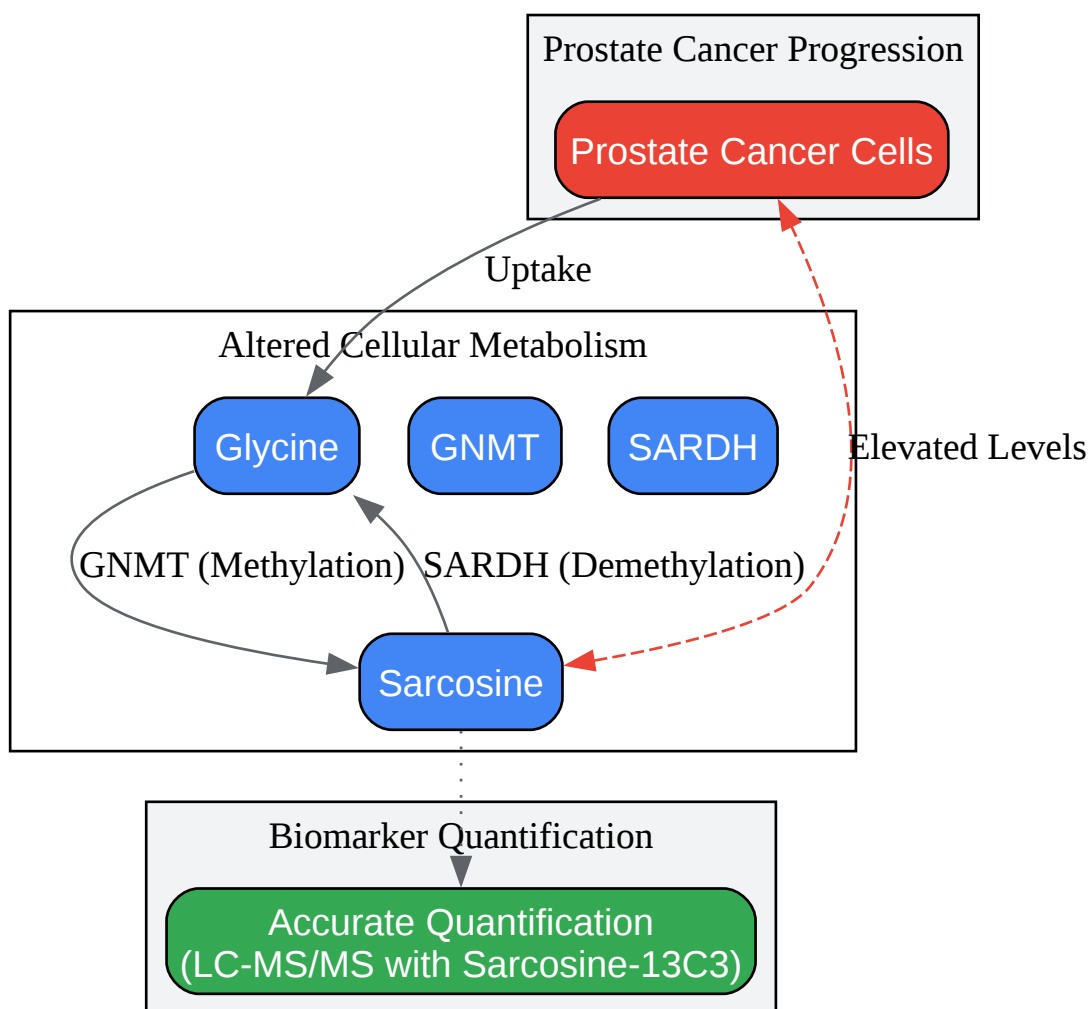 Prostate Cancer Progression
Prostate Cancer Cells
Uptake
Altered Cellular Metabolism
Glycine
GNMT
SARDH
Elevated Levels
GNMT (Methylation)
SARDH (Demethylation)
Sarcosine
Biomarker Quantification
Accurate Quantification
(LC-MS/MS with Sarcosine-13C3)